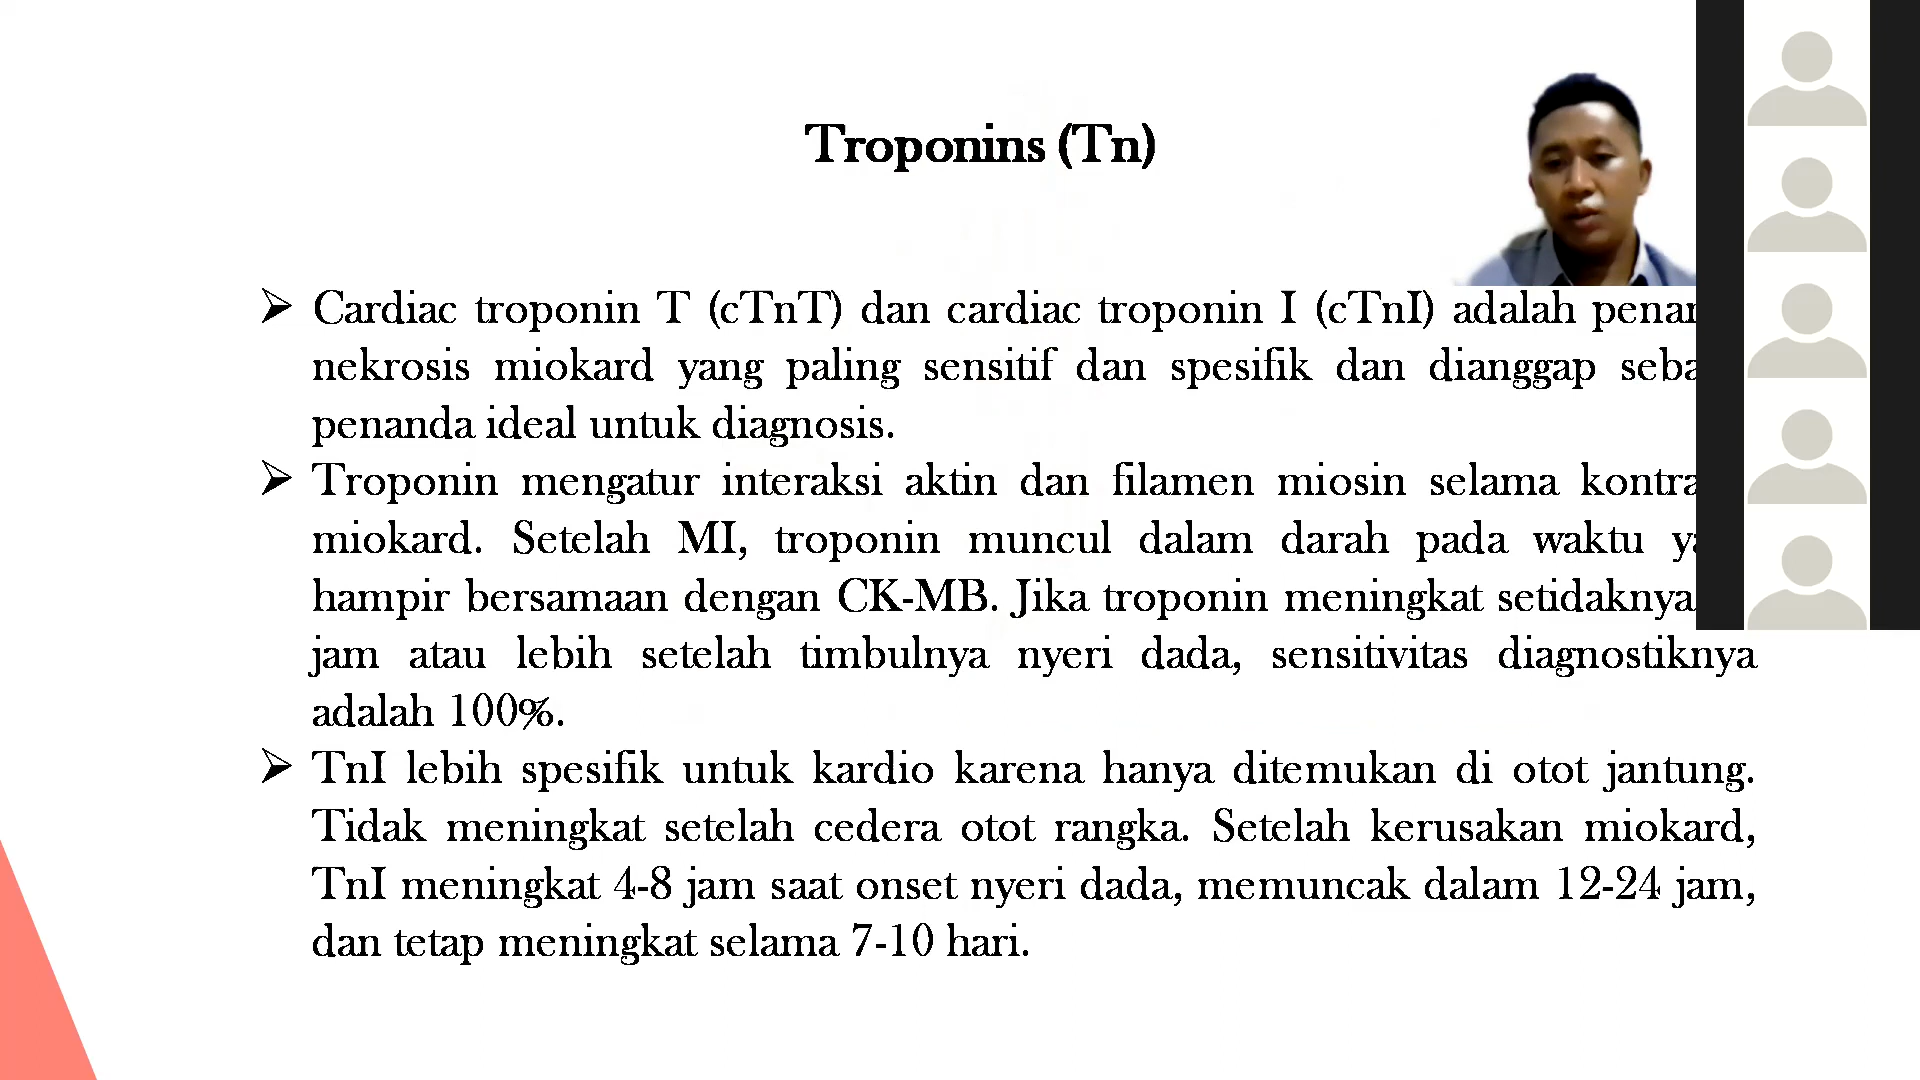 Troponins (Tn)
Cardiac troponin T (cTnT) dan cardiac troponin I (cTnI) adalah
nekrosis miokard yang paling sensitif dan spesifik dan dianggap
penanda ideal untuk diagnosis.
Troponin mengatur interaksi aktin dan filamen miosin selama
miokard. Setelah MI, troponin muncul dalam darah pada waktu
hampir bersamaan dengan CK-MB. Jika troponin meningkat setidaknya
jam atau lebih setelah timbulnya nyeri dada, sensitivitas diagnostiknya
adalah 100%.
TnI lebih spesifik untuk kardio karena hanya ditemukan di otot jantung.
Tidak meningkat setelah cedera otot rangka. Setelah kerusakan miokard,
TnI meningkat 4-8 jam saat onset nyeri dada, memuncak dalam 12-24 jam,
dan tetap meningkat selama 7-10 hari.